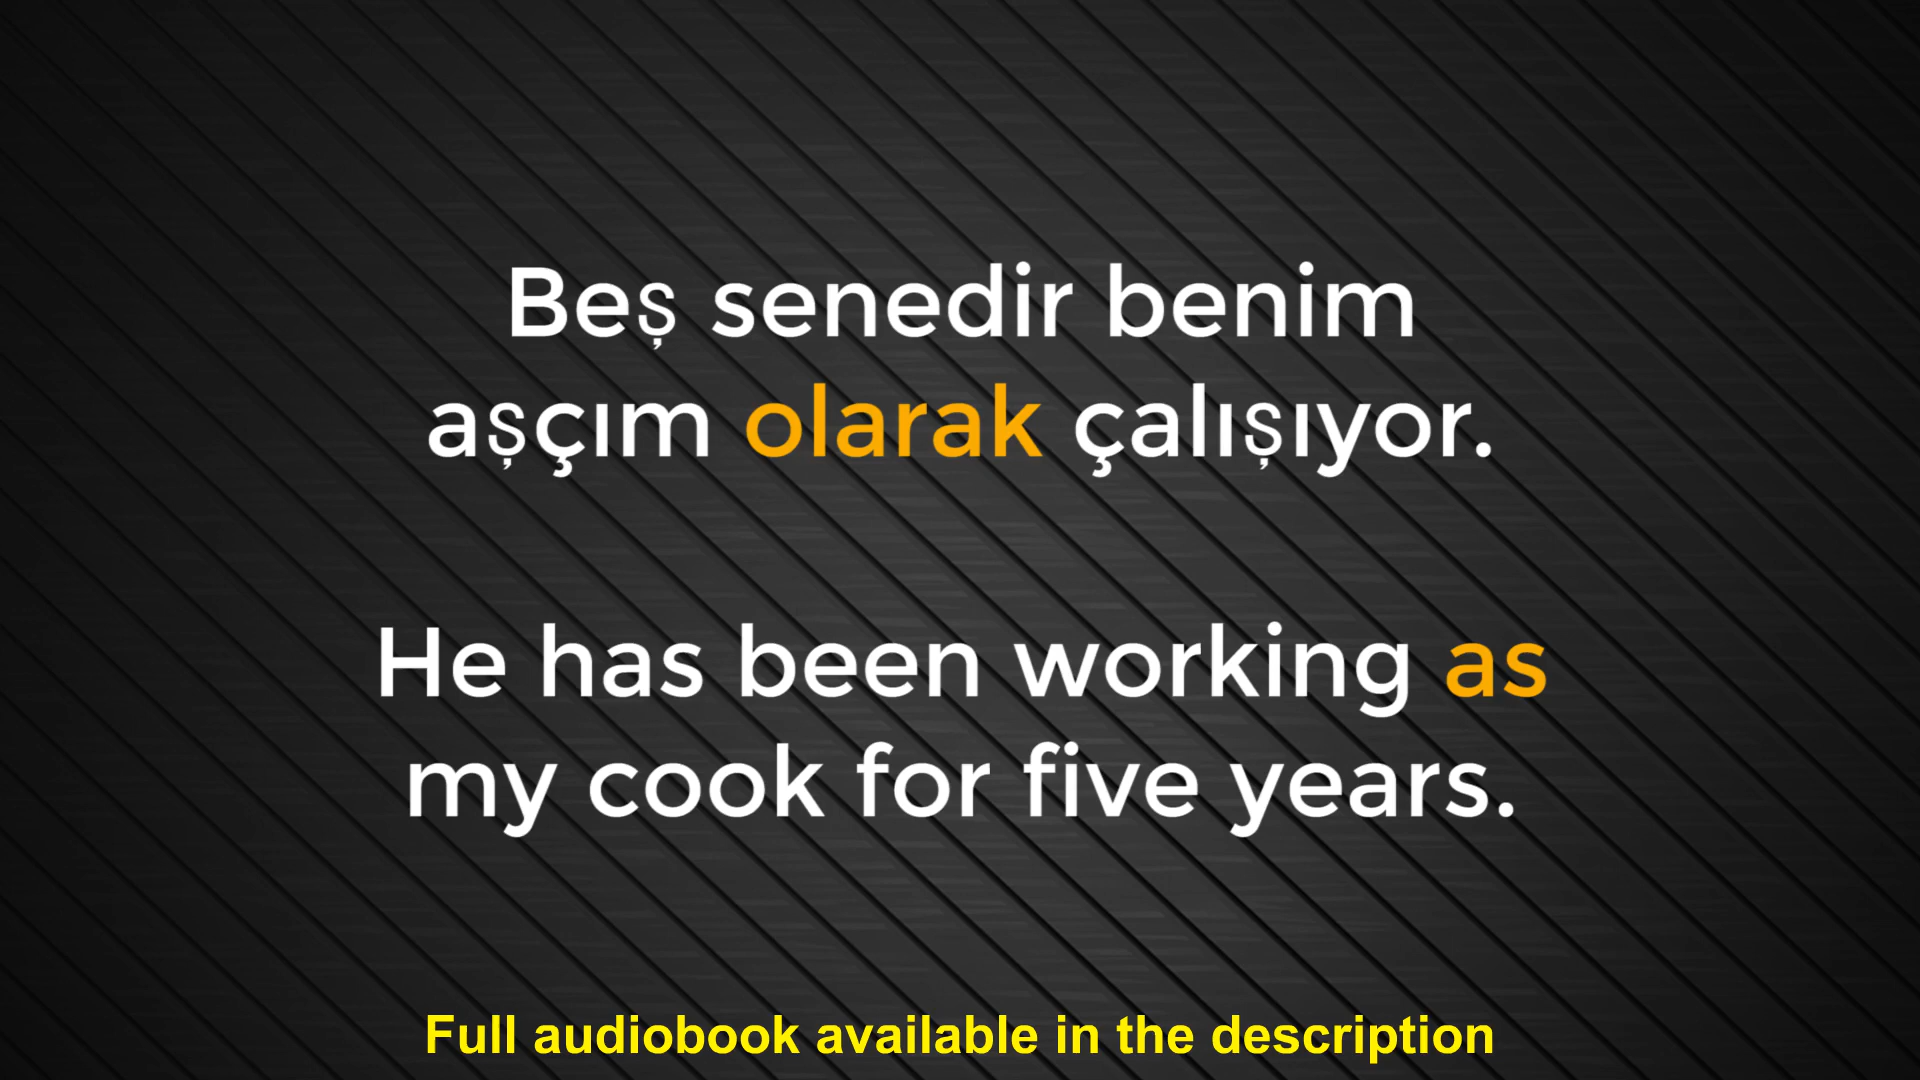 Beş senedir benim
aşçım olarak çalışıyor.
He has been working as
my cook for five years.
Full audiobook available in the description